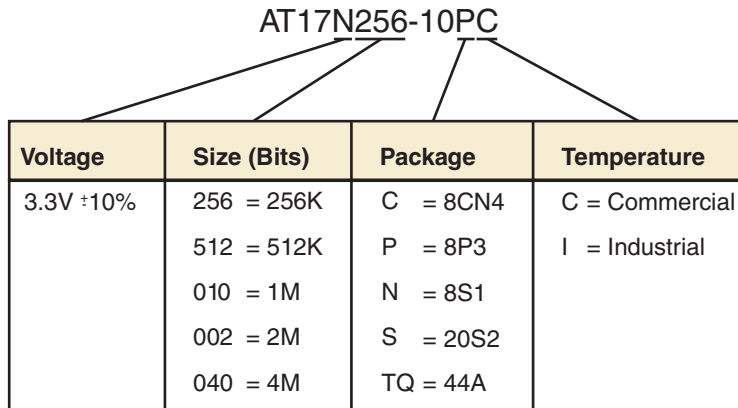 AT17N256-10PC
Voltage Size (Bits) Package Temperature
3.3V ±10% 256 = 256K C = 8CN4 C = Commercial
512 = 512K P = 8P3 I = Industrial
010 = 1M N = 8S1
002 = 2M S = 20S2
040 = 4M TQ = 44A